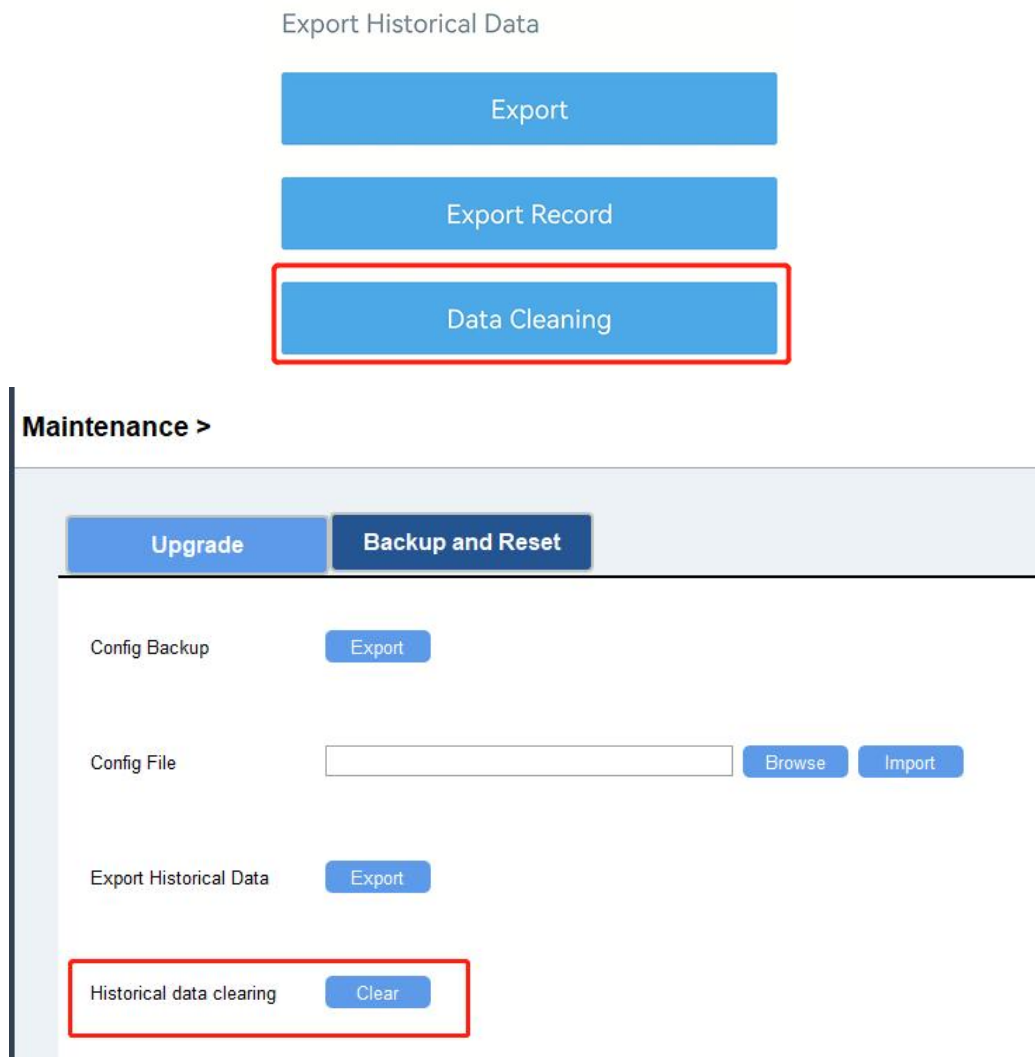 Export Historical Data
Export
Export Record
Data Cleaning
Maintenance >
Upgrade Backup and Reset
Config Backup Export
Config File Browse Import
Export Historical Data Export
Historical data clearing Clear